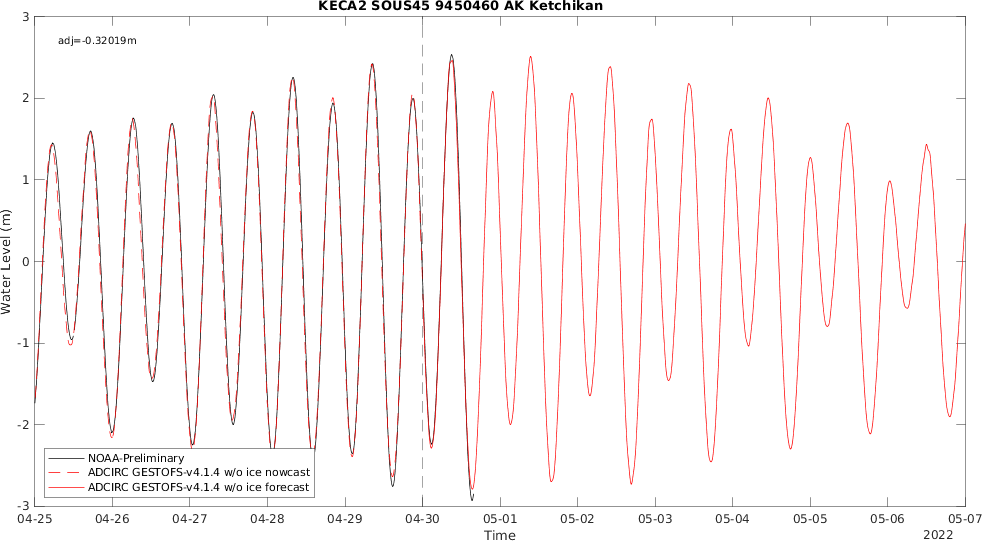 KECA2 SOUS45 9450460 AK Ketchikan
adj=-0.32019m
Water Level (m)
3
2
1
0
-1
-2
-3
NOAA-Preliminary
ADCIRC GESTOFS-v4.1.4 w/o ice nowcast
ADCIRC GESTOFS-v4.1.4 w/o ice forecast
04-25 04-26 04-27 04-28 04-29 04-30 05-01 05-02 05-03 05-04 05-05 05-06 05-07
Time
2022